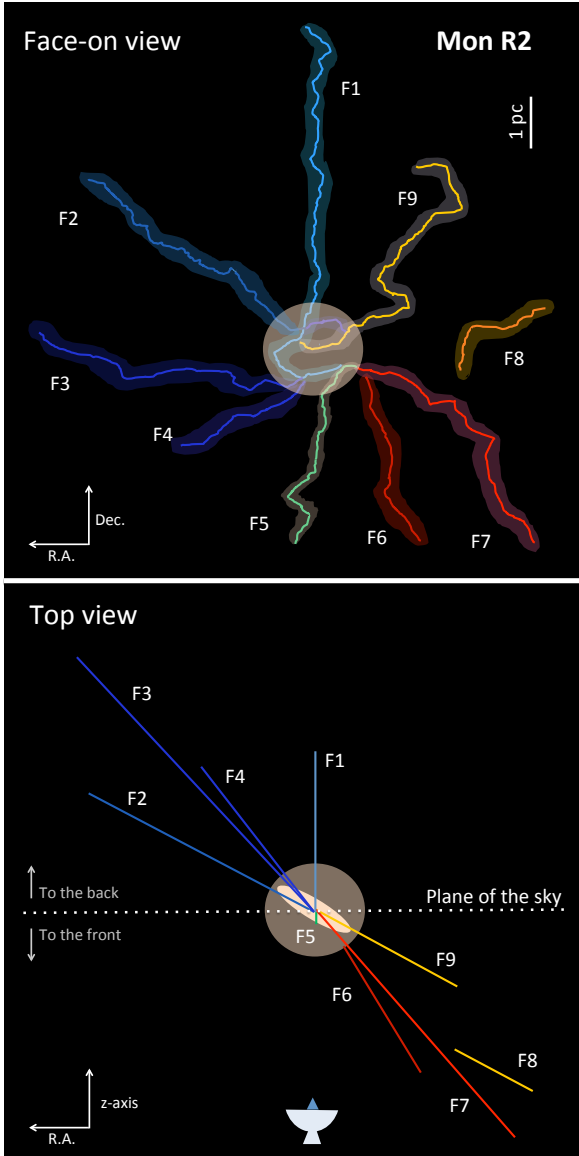 Face-on view
Mon R2
F1
1 pc
F2
F9
F3
F8
F4
F5
F6
F7
Dec.
R.A.
Top view
F3
F4
F1
F2
To the back
Plane of the sky
To the front
F5
F9
F6
F8
F7
z-axis
R.A.